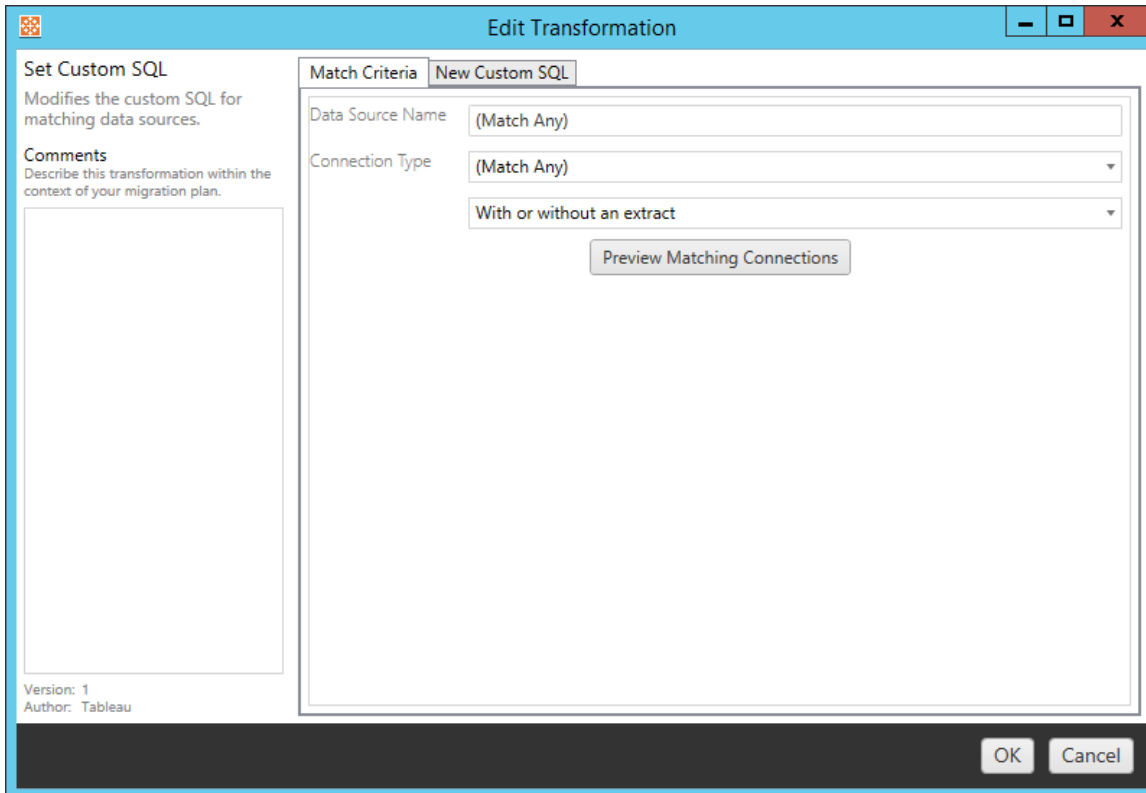 Edit Transformation
Set Custom SQL
Modifies the custom SQL for
matching data sources.
Comments
Describe this transformation within the
context of your migration plan.
Version: 1
Author: Tableau
Match Criteria
New Custom SQL
Data Source Name
(Match Any)
Connection Type
(Match Any)
With or without an extract
Preview Matching Connections
OK
Cancel